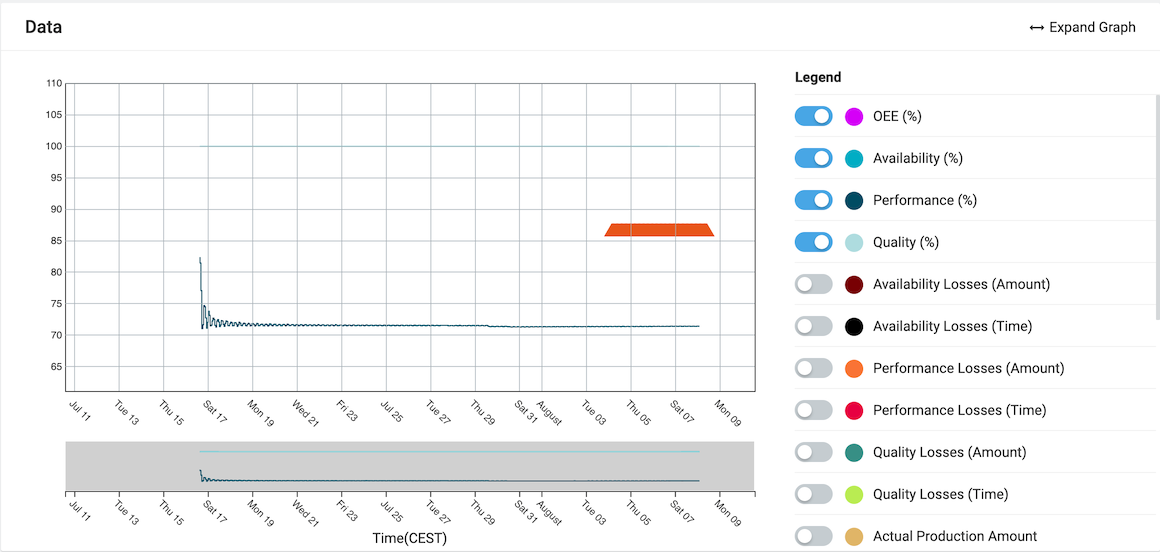 Data
Expand Graph
110
105
100
95
90
85
80
75
70
65
Jul 11
Tue 13
Thu 15
Sat 17
Mon 19
Wed 21
Fri 23
Jul 25
Tue 27
Thu 29
Sat 31
August
Tue 03
Thu 05
Sat 07
Mon 09
Jul 11
Tue 13
Thu 15
Sat 17
Mon 19
Wed 21
Fri 23
Jul 25
Tue 27
Thu 29
Sat 31
August
Tue 03
Thu 05
Sat 07
Mon 09
Time(CEST)
Legend
OEE (%)
Availability (%)
Performance (%)
Quality (%)
Availability Losses (Amount)
Availability Losses (Time)
Performance Losses (Amount)
Performance Losses (Time)
Quality Losses (Amount)
Quality Losses (Time)
Actual Production Amount